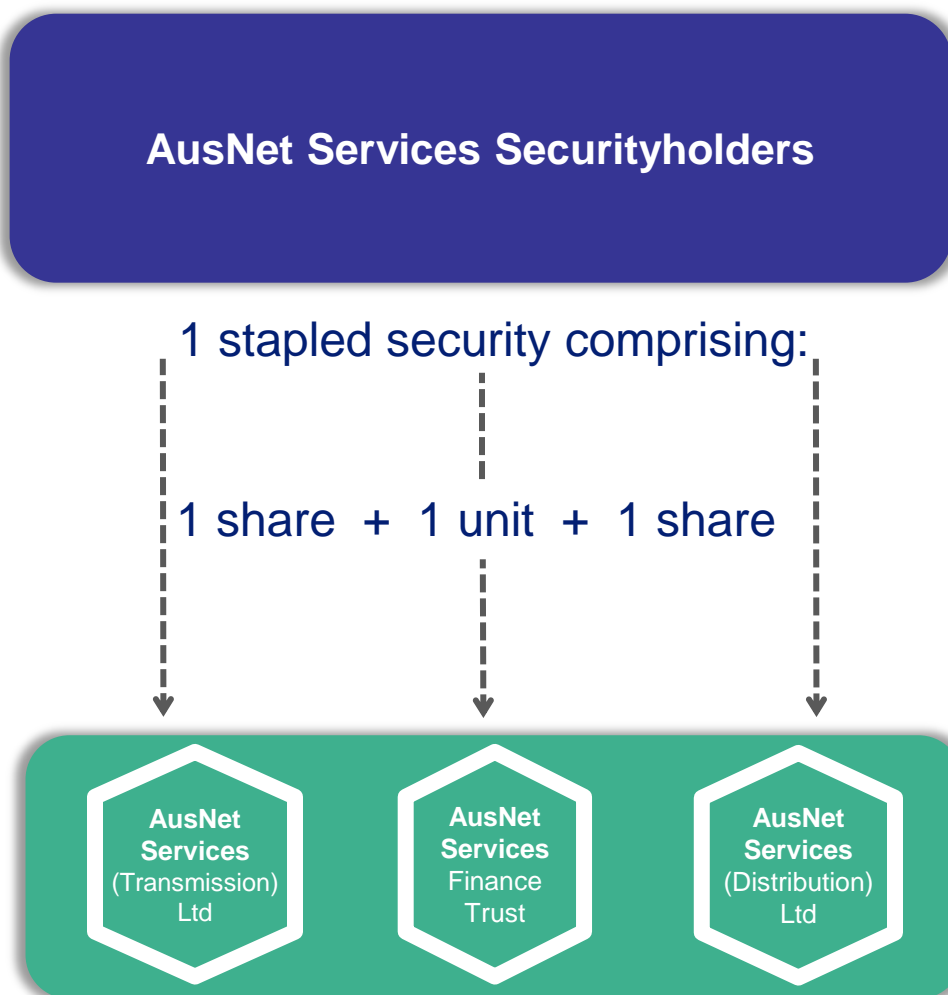 AusNet Services Securityholders
1 stapled security comprising:
1 share + 1 unit + 1 share
AusNet
Services
(Transmission)
Ltd
AusNet
Services
Finance
Trust
AusNet
Services
(Distribution)
Ltd